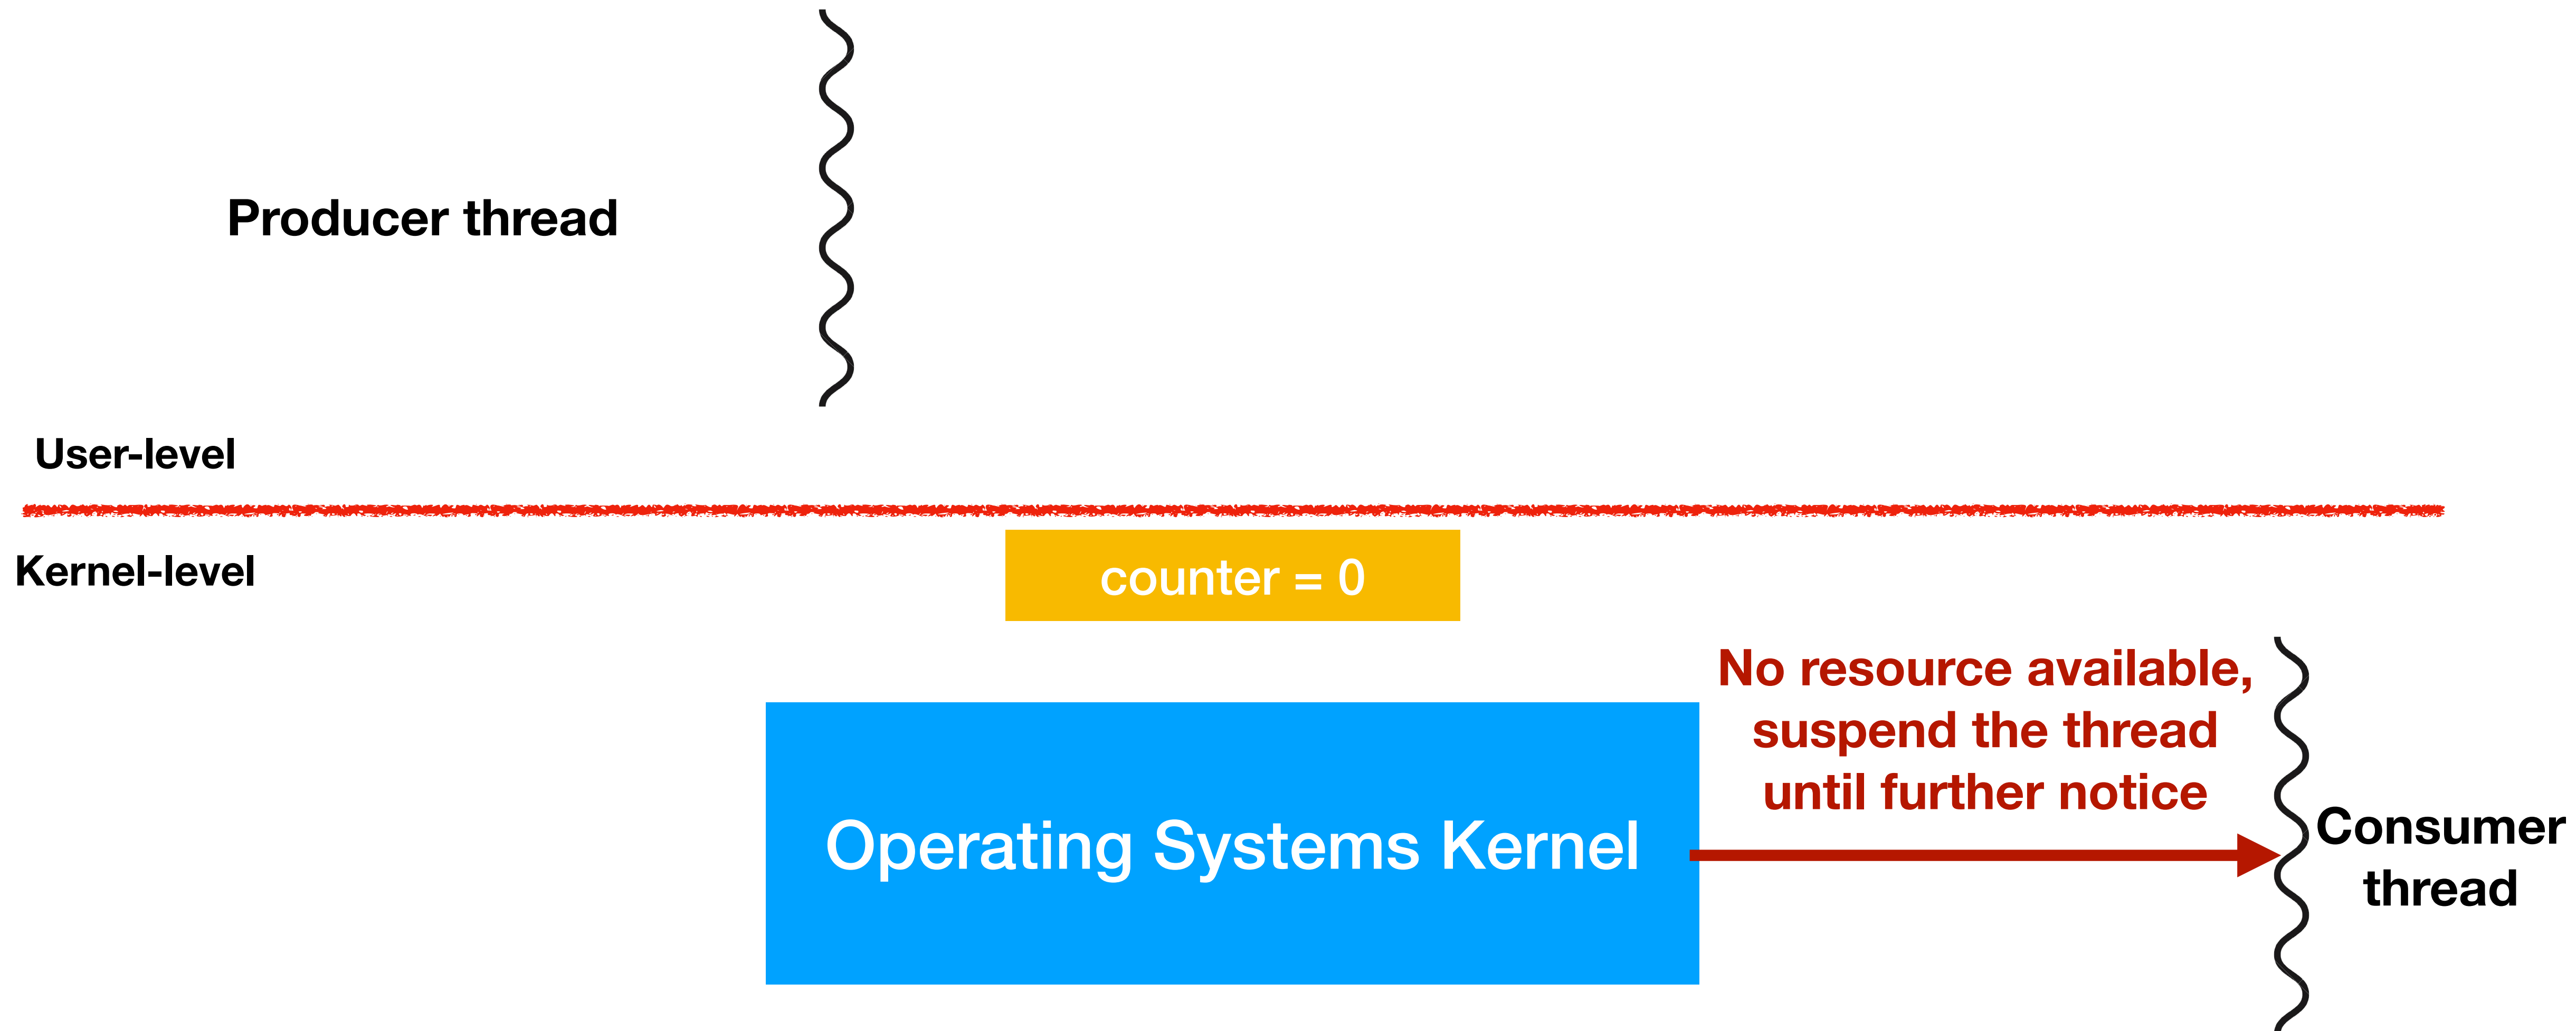 Producer thread
User-level
Kernel-level
counter = 0
No resource available,
suspend the thread
until further notice
Operating Systems Kernel
Consumer
thread